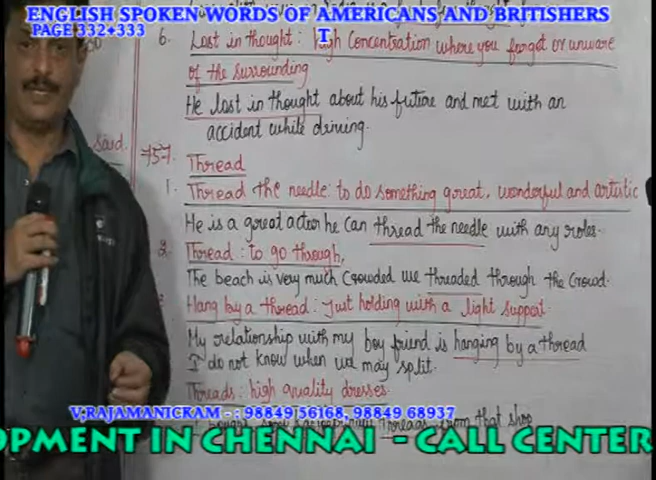 ENGLISH SPOKEN WORDS OF AMERICANS AND BRITISHERS
PAGE 332+333
T
6. Lost in thought: High Concentration where you forget or unware
of the surrounding
He lost in thought about his future and met with an
accident while driving.
Said.
757. Thread
1. Thread the needle: to do something great, wonderful and artistic
He is a great actor he can thread the needle with any roles.
2. Thread: to go through,
The beach is very much Crowded we threaded through the Crowd.
Hang by a thread: Just holding with a light support.
My relationship with my boy friend is hanging by a thread
I do not know when we may split.
Threads: high quality dresses.
V.RAJAMANICKAM - : 98849 56168, 98849 68937
Threads from that shop
OPMENT IN CHENNAI - CALL CENTER